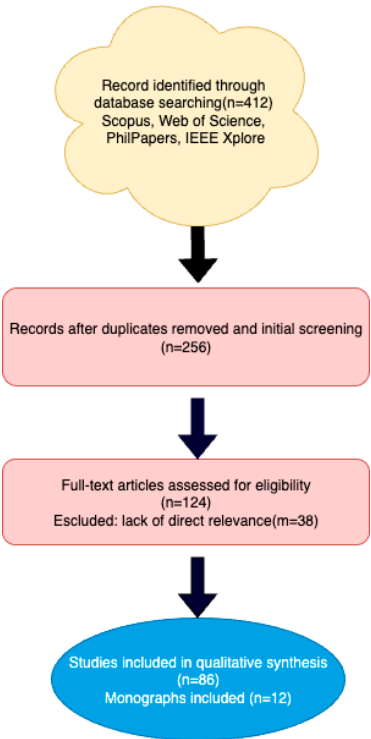 Record identified through
database searching(n=412)
Scopus, Web of Science,
PhilPapers, IEEE Xplore
Records after duplicates removed and initial screening
(n=256)
Full-text articles assessed for eligibility
(n=124)
Escluded: lack of direct relevance(m=38)
Studies included in qualitative synthesis
(n=86)
Monographs included (n=12)